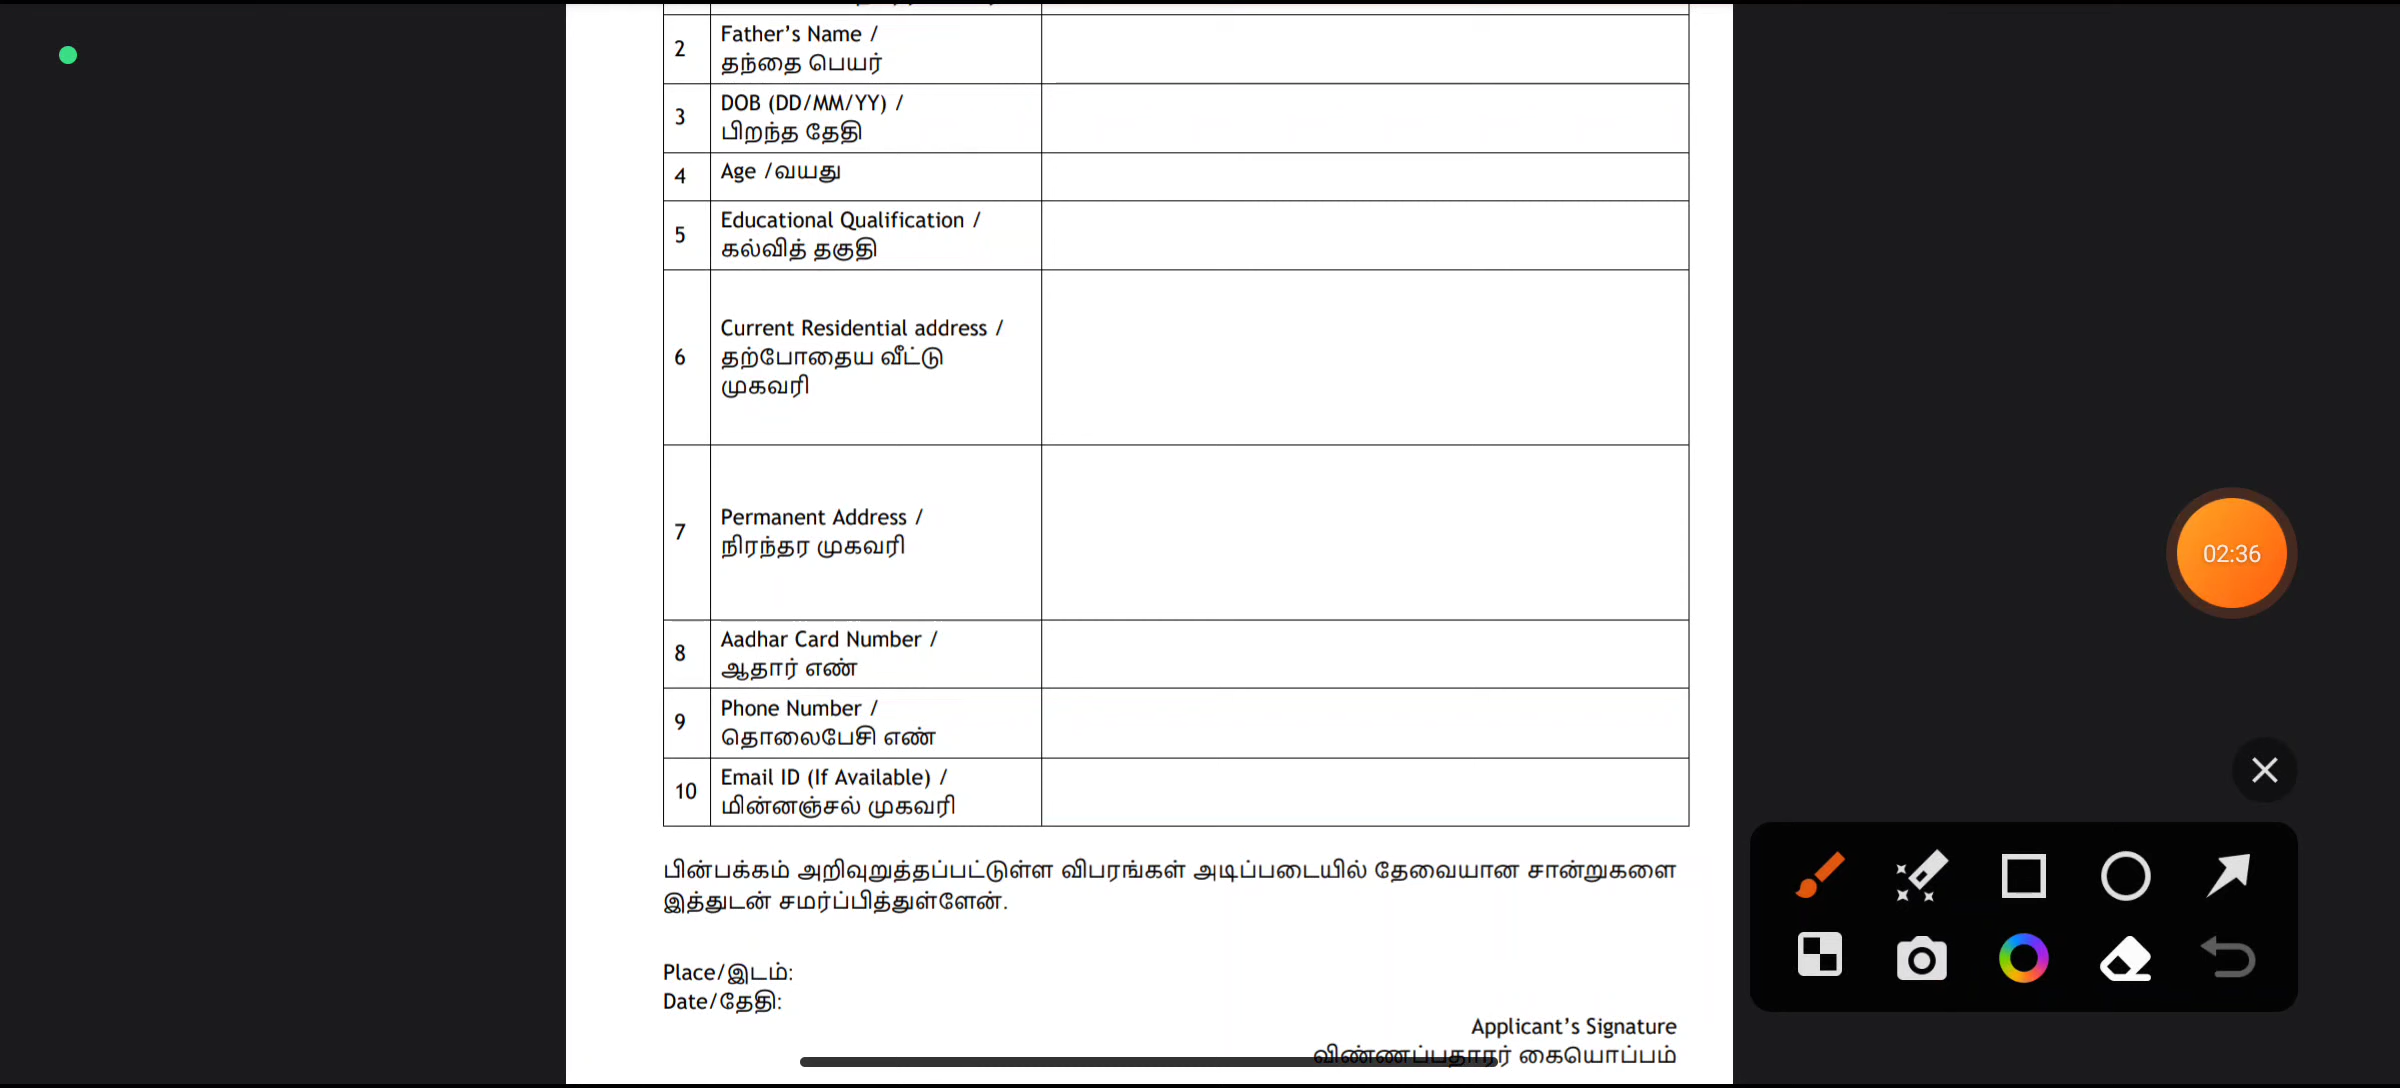 2
Father’s Name /
தந்தை பெயர்
3
DOB (DD/MM/YY) /
பிறந்த தேதி
4
Age /வயது
5
Educational Qualification /
கல்வித் தகுதி
6
Current Residential address /
தற்போதைய வீட்டு
முகவரி
7
Permanent Address /
நிரந்தர முகவரி
8
Aadhar Card Number /
ஆதார் எண்
9
Phone Number /
தொலைபேசி எண்
10
Email ID (If Available) /
மின்னஞ்சல் முகவரி
பின்பக்கம் அறிவுறுத்தப்பட்டுள்ள விபரங்கள் அடிப்படையில் தேவையான சான்றுகளை
இத்துடன் சமர்ப்பித்துள்ளேன்.
Place/இடம்:
Date/தேதி:
Applicant’s Signature
விண்ணப்பதாரர் கையொப்பம்
02:36